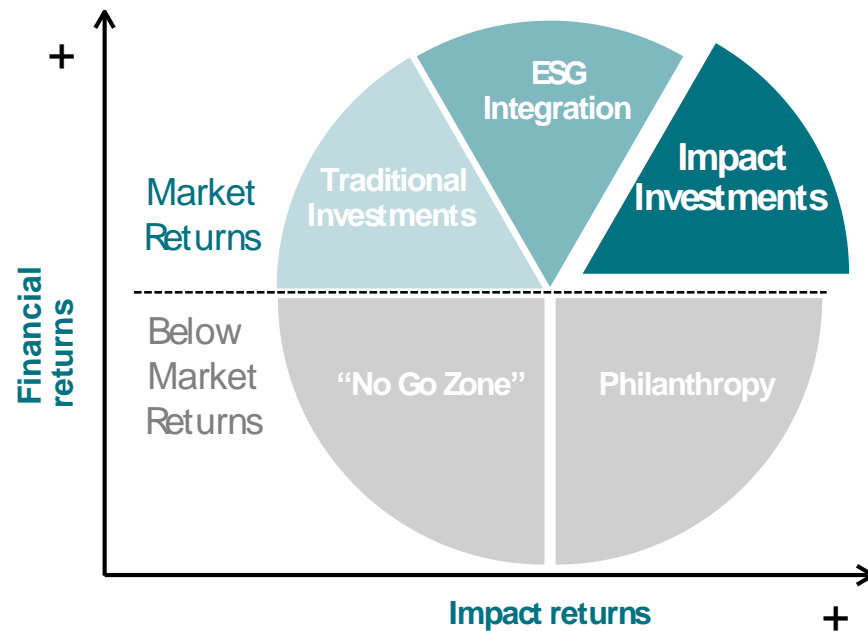 +
ESG
Integration
Impact
Investments
Traditional
Investments
Market
Returns
Financial
returns
Below
Market
Returns
“No Go Zone”
Philanthropy
Impact returns
+